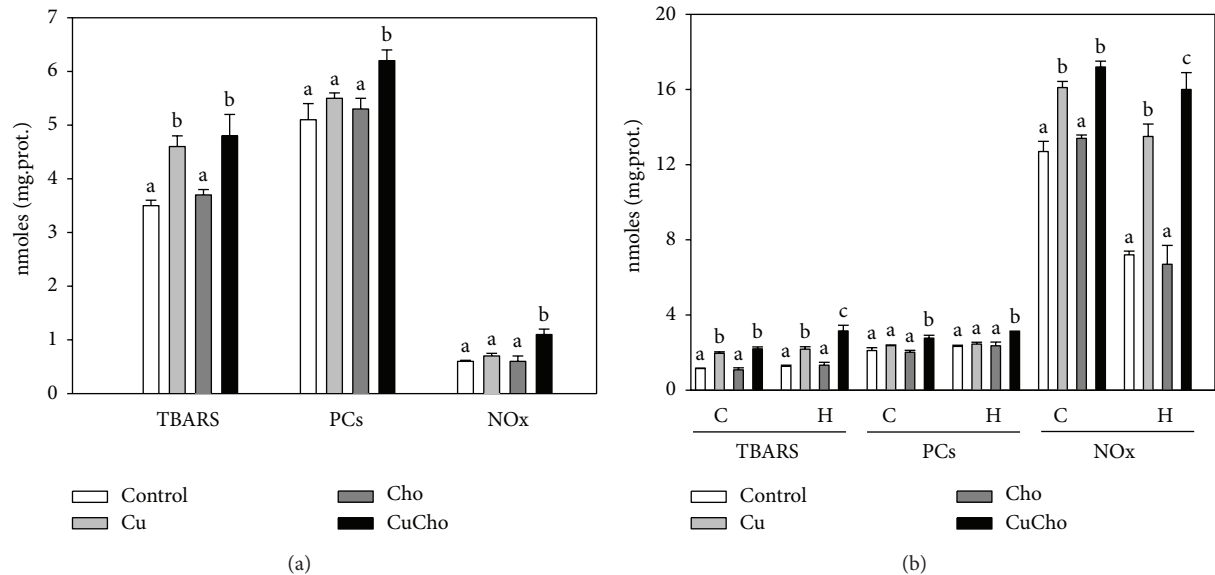 7
6
5
4
3
2
1
0
nmoles (mg.prot.)
a b a b
a a a b
a a a b
TBARS PCs NOx
Control Cho
Cu CuCho
(a)
20
16
12
8
4
0
nmoles (mg.prot.)
a b a b
a b a c
a a a b
a a a b
a b a b
a b a c
C H C H C H
TBARS PCs NOx
Control Cho
Cu CuCho
(b)